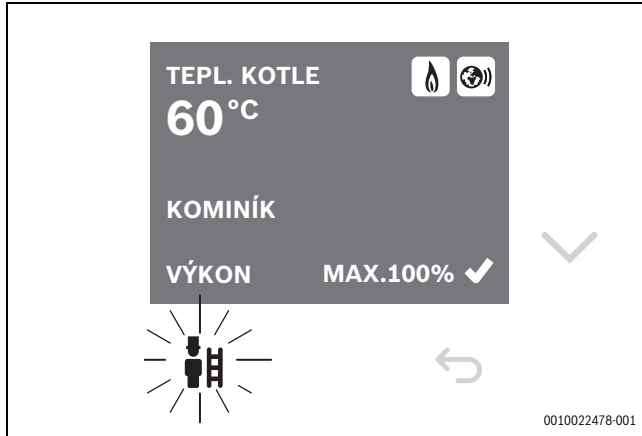 TEPL. KOTLE
60°C
KOMINÍK
VÝKON MAX.100%
0010022478-001